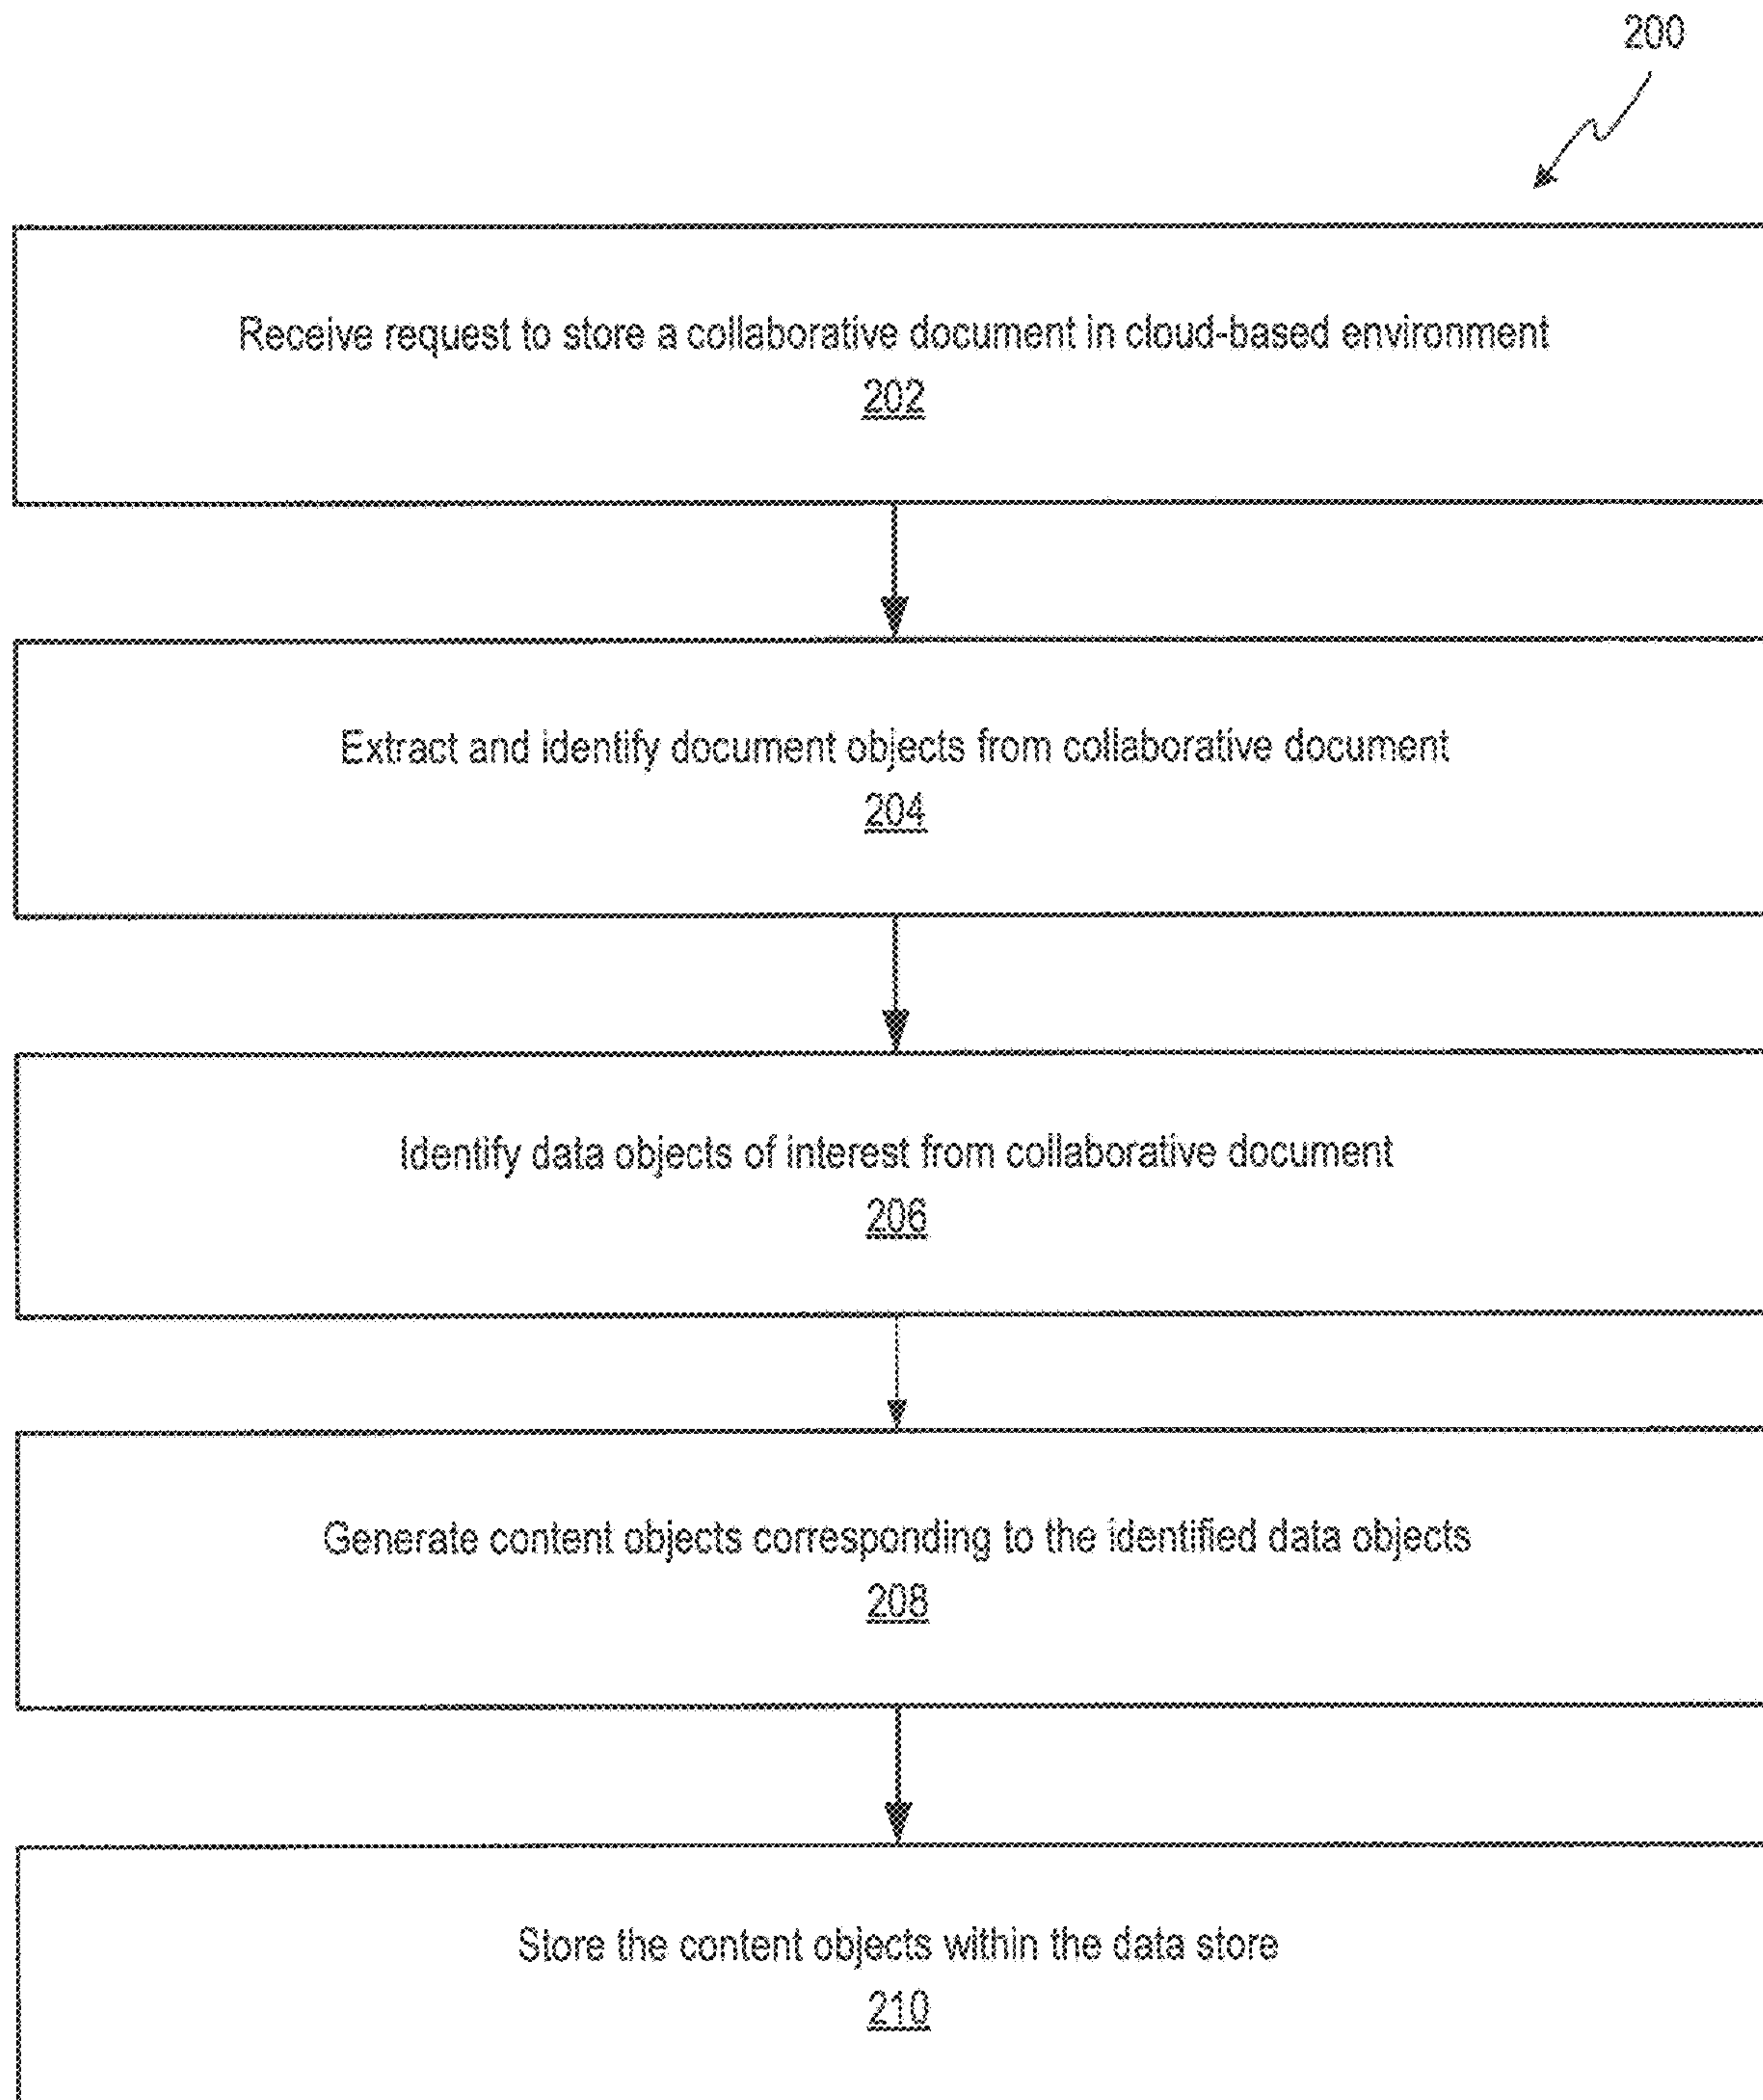 200
Receive request to store a collaborative document in cloud-based environment
202
Extract and identify document objects from collaborative document
204
Identify data objects of interest from collaborative document
206
Generate content objects corresponding to the identified data objects
208
Store the content objects within the data store
210